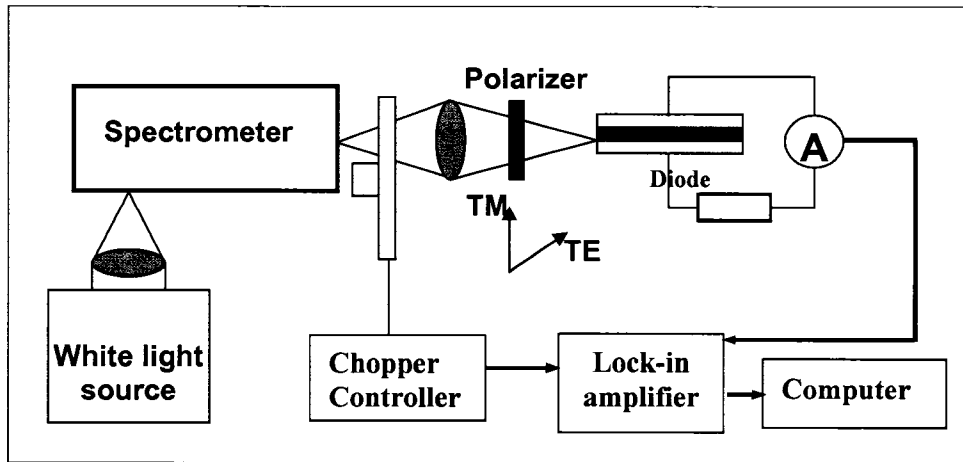 Polarizer
Spectrometer
A
Diode
TM
TE
White light
source
Chopper
Controller
Lock-in
amplifier
Computer